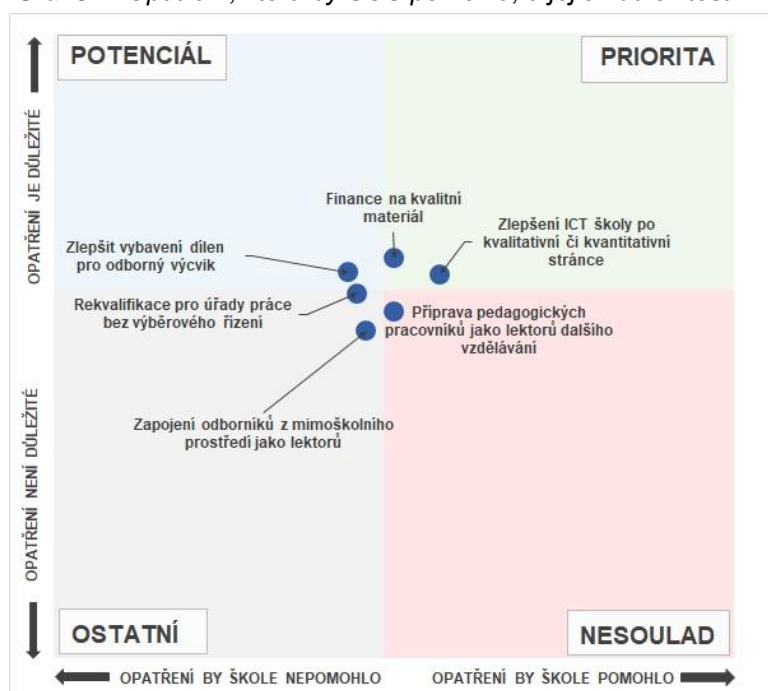 POTENCIÁL
PRIORITA
OPATŘENÍ JE DŮLEŽITÉ
Finance na kvalitní
materiál
Zlepšení ICT školy po
kvalitativní či kvantitativní
stránce
Zlepšit vybavení dílen
pro odborný výcvik
Rekvalifikace pro úřady práce
bez výběrového řízení
Příprava pedagogických
pracovníků jako lektorů dalšího
vzdělávání
Zapojení odborníků z mimoškolního
prostředí jako lektorů
OPATŘENÍ NENÍ DŮLEŽITÉ
OSTATNÍ
NESOULAD
OPATŘENÍ BY ŠKOLE NEPOMOHLO
OPATŘENÍ BY ŠKOLE POMOHLO